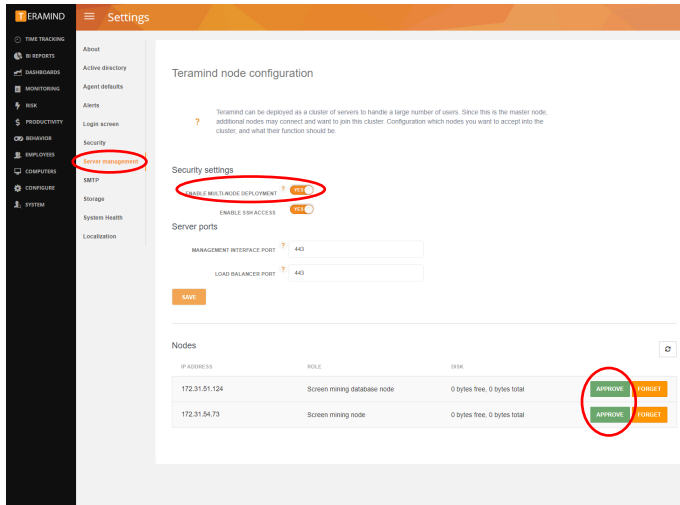 TERAMIND
Settings
TIME TRACKING
BI REPORTS
DASHBOARDS
MONITORING
RISK
PRODUCTIVITY
BEHAVIOR
EMPLOYEES
COMPUTERS
CONFIGURE
SYSTEM
About
Active directory
Agent defaults
Alerts
Login screen
Security
Server management
SMTP
Storage
System Health
Localization
Teramind node configuration
? Teramind can be deployed as a cluster of servers to handle a large number of users. Since this is the master node,
additional nodes may connect and want to join this cluster. Configuration which nodes you want to accept into the
cluster, and what their function should be.
Security settings
ENABLE MULTI-NODE DEPLOYMENT ? YES
ENABLE SSH ACCESS YES
Server ports
MANAGEMENT INTERFACE PORT ? 443
LOAD BALANCER PORT ? 443
SAVE
Nodes
IP ADDRESS ROLE DISK
172.31.51.124 Screen mining database node 0 bytes free, 0 bytes total APPROVE FORGET
172.31.54.73 Screen mining node 0 bytes free, 0 bytes total APPROVE FORGET